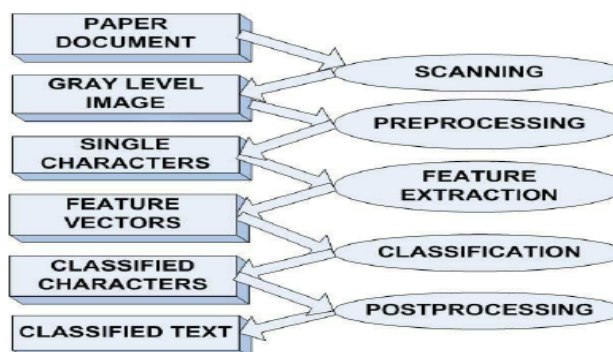 PAPER
DOCUMENT
SCANNING
GRAY LEVEL
IMAGE
PREPROCESSING
SINGLE
CHARACTERS
FEATURE
EXTRACTION
FEATURE
VECTORS
CLASSIFICATION
CLASSIFIED
CHARACTERS
POSTPROCESSING
CLASSIFIED TEXT